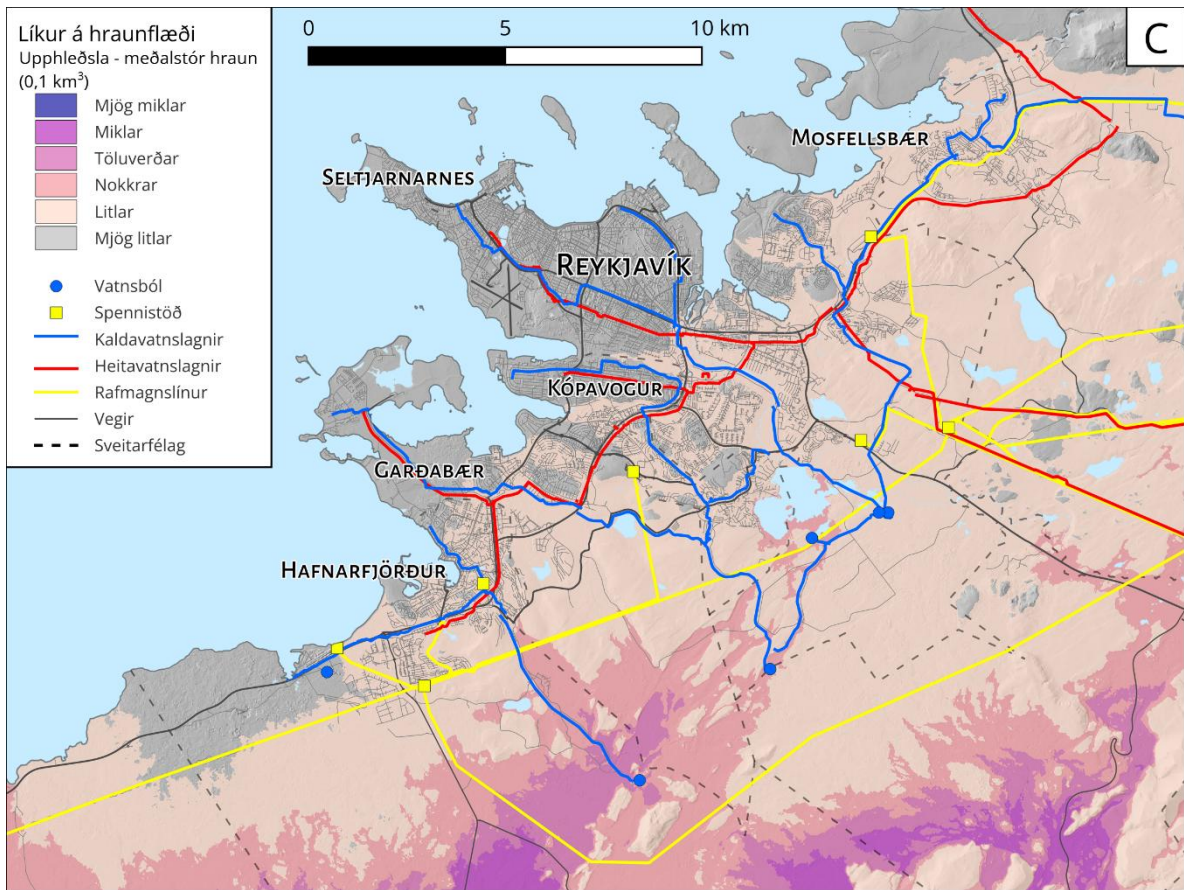 Líkur á hraunflæði
Upphleðsla - meðalstór hraun
(0,1 km³)
Mjög miklar
Miklar
Töluverðar
Nokkrar
Litlar
Mjög litlar
Vatnsból
Spennistöð
Kaldavatnslagnir
Heitavatnslagnir
Rafmagnslínur
Vegir
Sveitarfélag
0 5 10 km
C
MOSFELLSBÆR
SELTJARNARNES
REYKJAVÍK
KÓPAVOGUR
GARÐABÆR
HAFNARFJÖRÐUR